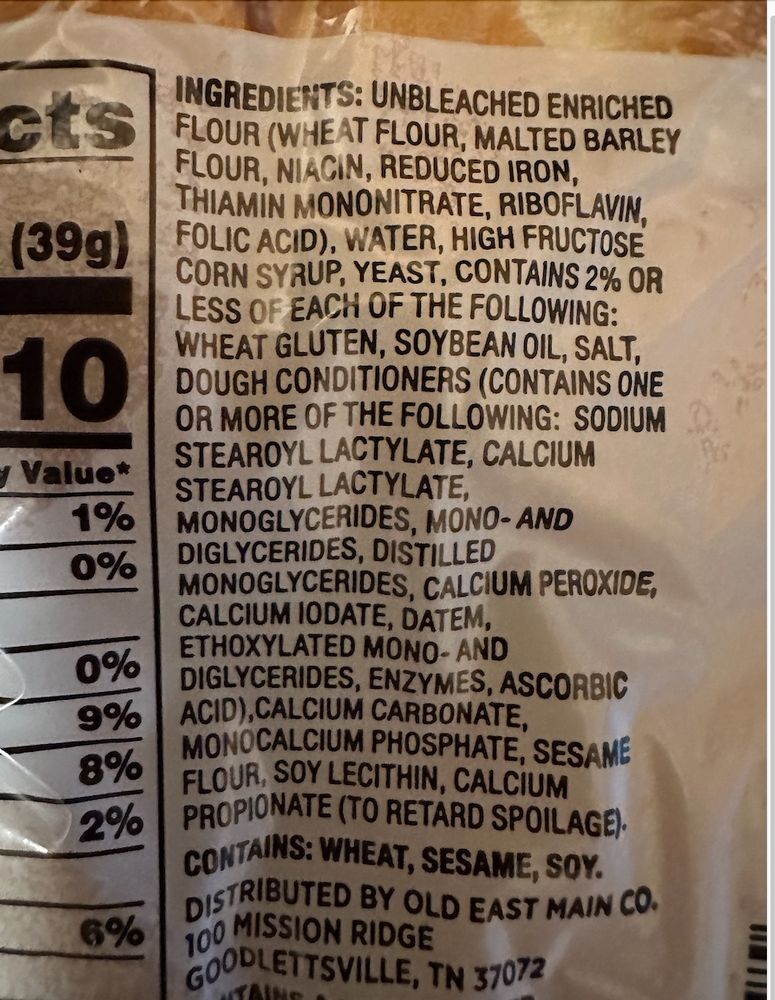 cts
(39g)
10
Value*
1%
0%
0%
9%
8%
2%
6%
INGREDIENTS: UNBLEACHED ENRICHED
FLOUR (WHEAT FLOUR, MALTED BARLEY
FLOUR, NIACIN, REDUCED IRON,
THIAMIN MONONITRATE, RIBOFLAVIN,
FOLIC ACID), WATER, HIGH FRUCTOSE
CORN SYRUP, YEAST, CONTAINS 2% OR
LESS OF EACH OF THE FOLLOWING:
WHEAT GLUTEN, SOYBEAN OIL, SALT,
DOUGH CONDITIONERS (CONTAINS ONE
OR MORE OF THE FOLLOWING: SODIUM
STEAROYL LACTYLATE, CALCIUM
STEAROYL LACTYLATE,
MONOGLYCERIDES, MONO- AND
DIGLYCERIDES, DISTILLED
MONOGLYCERIDES, CALCIUM PEROXIDE,
CALCIUM IODATE, DATEM,
ETHOXYLATED MONO- AND
DIGLYCERIDES, ENZYMES, ASCORBIC
ACID),CALCIUM CARBONATE,
MONOCALCIUM PHOSPHATE, SESAME
FLOUR, SOY LECITHIN, CALCIUM
PROPIONATE (TO RETARD SPOILAGE).
CONTAINS: WHEAT, SESAME, SOY.
DISTRIBUTED BY OLD EAST MAIN CO.
100 MISSION RIDGE
GOODLETTSVILLE, TN 37072